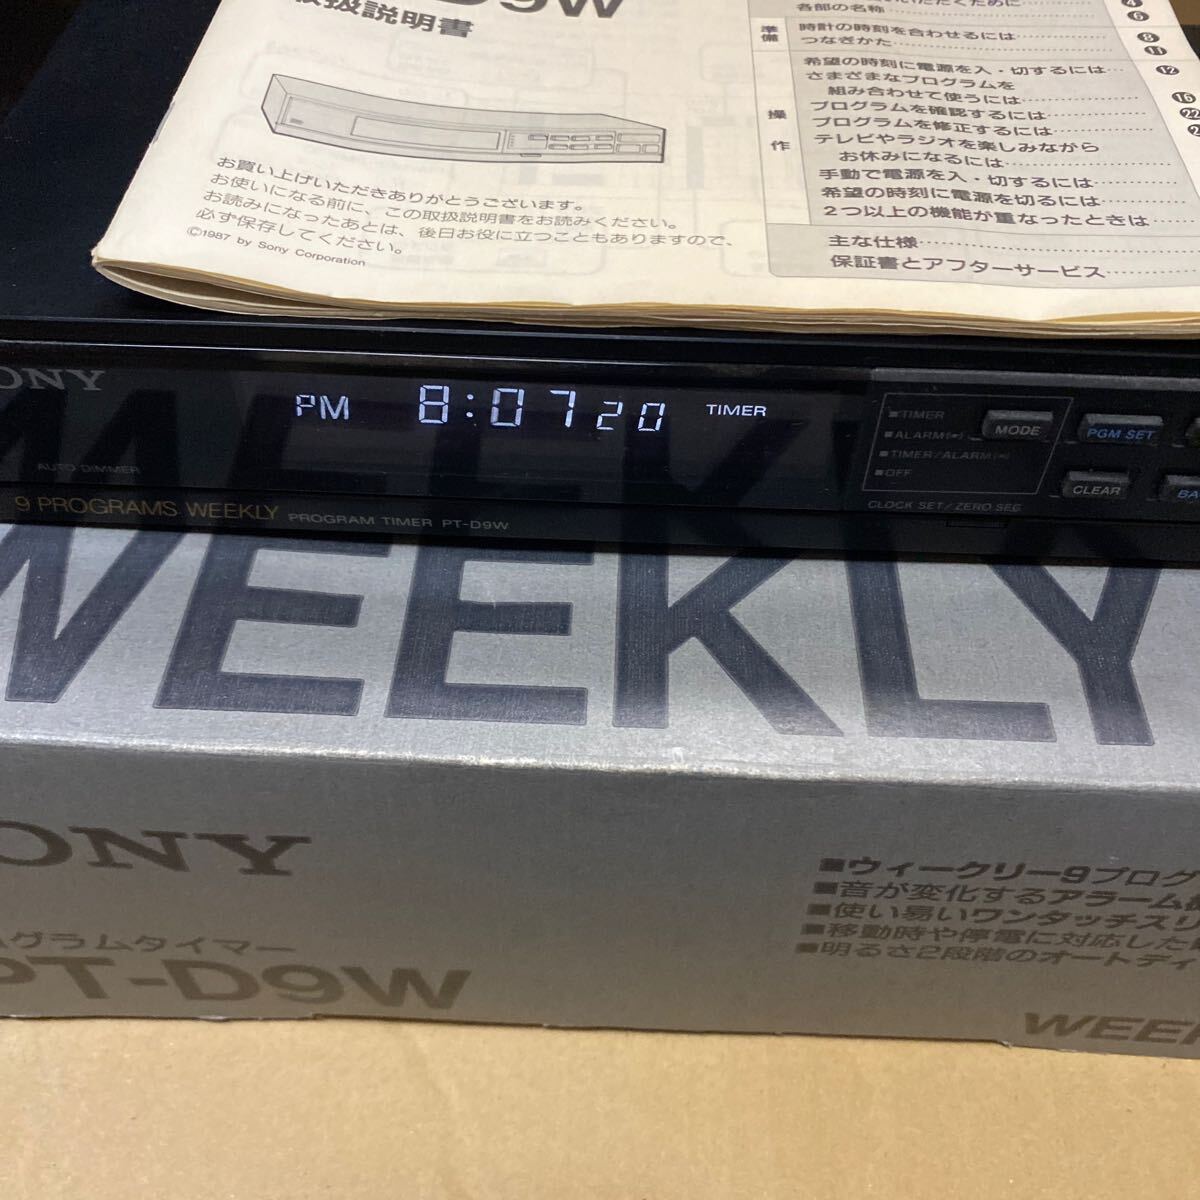 D9W
取扱説明書
お買い上げいただきありがとうございます。
お使いになる前に、この取扱説明書をお読みください。
お読みになったあとは、後日お役に立つこともありますので、
必ず保存してください。
©1987 by Sony Corporation
各部の名称 6
準備
時計の時刻を合わせるには 8
つなぎかた 11
操作
希望の時刻に電源を入・切するには 12
さまざまなプログラムを
組み合わせて使うには 16
プログラムを確認するには 22
プログラムを修正するには
テレビやラジオを楽しみながら
お休みになるには
手動で電源を入・切するには
希望の時刻に電源を切るには
2つ以上の機能が重なったときは
主な仕様
保証書とアフターサービス
ONY
PM 8:07 20 TIMER
AUTO DIMMER
9 PROGRAMS WEEKLY PROGRAM TIMER PT-D9W
TIMER
ALARM
TIMER/ALARM
OFF
MODE
PGM SET
CLEAR
BA
CLOCK SET/ZERO SEC
WEEKLY
ONY
グラムタイマー
PT-D9W
■ウィークリー9プログ
■音が変化するアラーム
■使い易いワンタッチスリ
■移動時や停電に対応した
■明るさ2段階のオートディ
WEEK